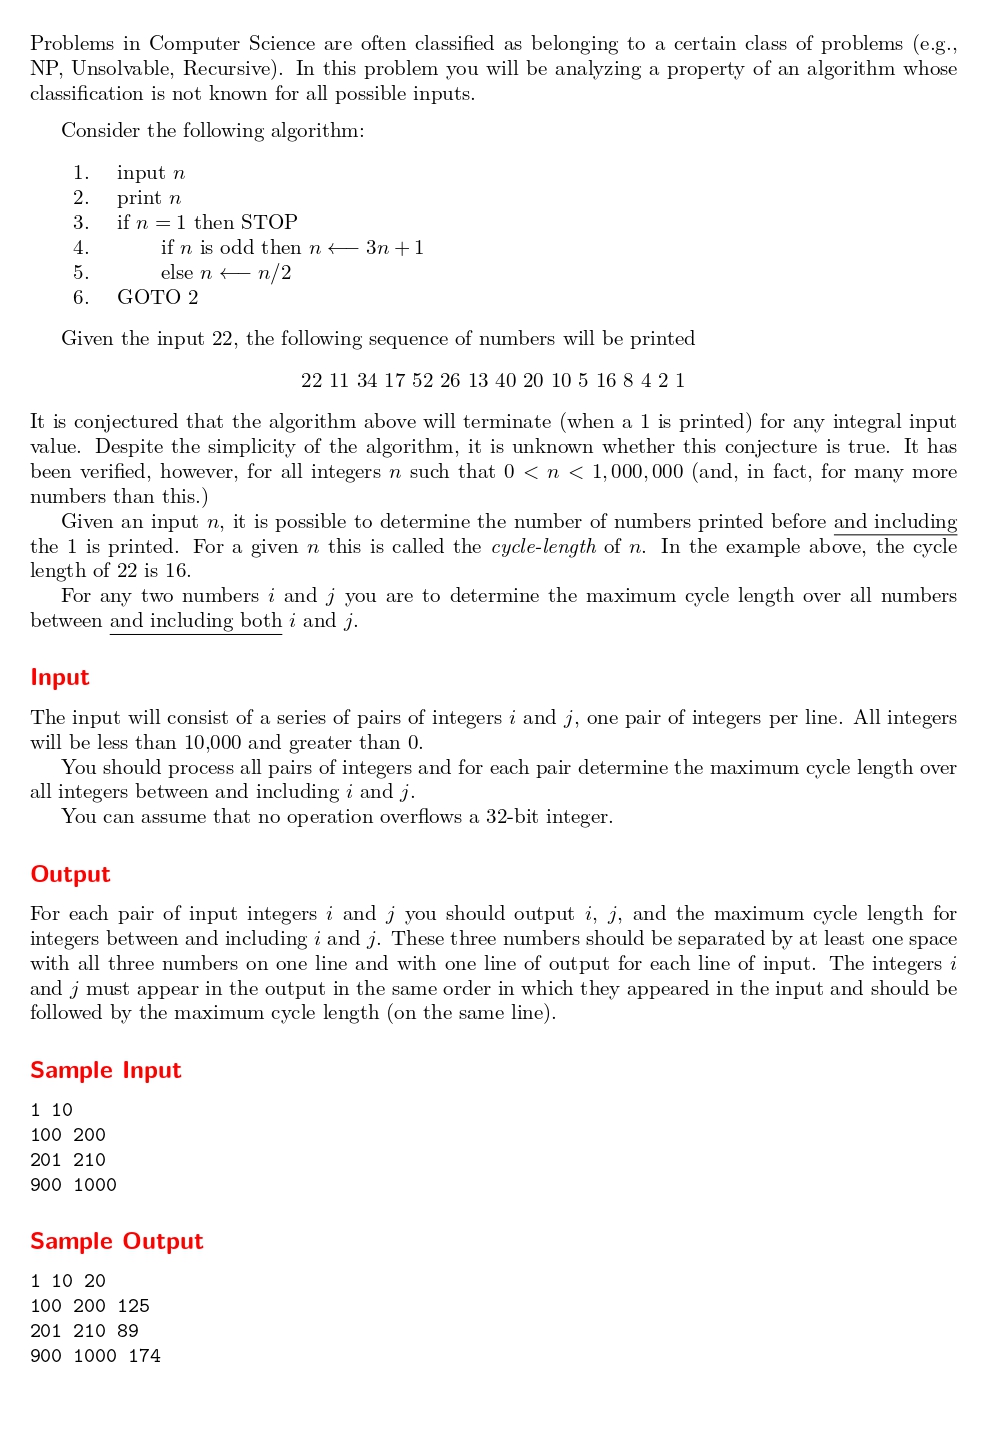 Problems in Computer Science are often classified as belonging to a certain class of problems (e.g.,
NP, Unsolvable, Recursive). In this problem you will be analyzing a property of an algorithm whose
classification is not known for all possible inputs.
Consider the following algorithm:
1. input n
2. print n
3. if n = 1 then STOP
4. if n is odd then n ⟵ 3n + 1
5. else n ⟵ n/2
6. GOTO 2
Given the input 22, the following sequence of numbers will be printed
22 11 34 17 52 26 13 40 20 10 5 16 8 4 2 1
It is conjectured that the algorithm above will terminate (when a 1 is printed) for any integral input
value. Despite the simplicity of the algorithm, it is unknown whether this conjecture is true. It has
been verified, however, for all integers n such that 0 < n < 1,000,000 (and, in fact, for many more
numbers than this.)
Given an input n, it is possible to determine the number of numbers printed before and including
the 1 is printed. For a given n this is called the cycle-length of n. In the example above, the cycle
length of 22 is 16.
For any two numbers i and j you are to determine the maximum cycle length over all numbers
between and including both i and j.
Input
The input will consist of a series of pairs of integers i and j, one pair of integers per line. All integers
will be less than 10,000 and greater than 0.
You should process all pairs of integers and for each pair determine the maximum cycle length over
all integers between and including i and j.
You can assume that no operation overflows a 32-bit integer.
Output
For each pair of input integers i and j you should output i, j, and the maximum cycle length for
integers between and including i and j. These three numbers should be separated by at least one space
with all three numbers on one line and with one line of output for each line of input. The integers i
and j must appear in the output in the same order in which they appeared in the input and should be
followed by the maximum cycle length (on the same line).
Sample Input
1 10
100 200
201 210
900 1000
Sample Output
1 10 20
100 200 125
201 210 89
900 1000 174